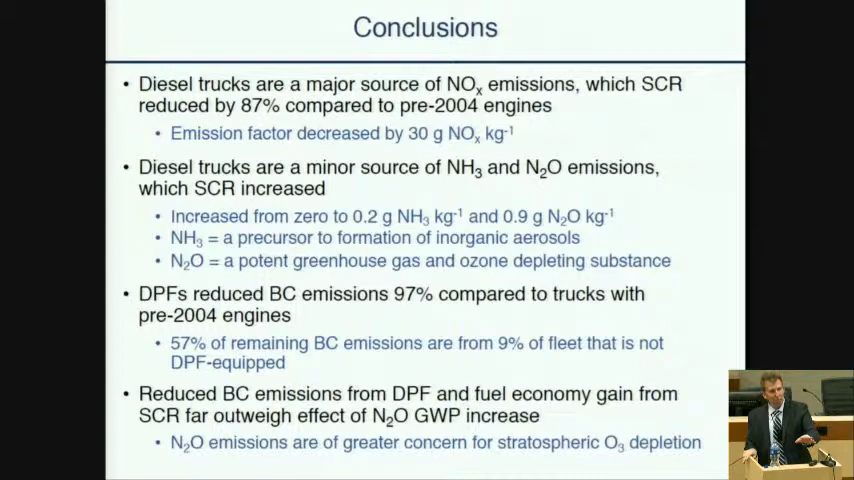 Conclusions
• Diesel trucks are a major source of NOₓ emissions, which SCR
reduced by 87% compared to pre-2004 engines
• Emission factor decreased by 30 g NOₓ kg⁻¹
• Diesel trucks are a minor source of NH₃ and N₂O emissions,
which SCR increased
• Increased from zero to 0.2 g NH₃ kg⁻¹ and 0.9 g N₂O kg⁻¹
• NH₃ = a precursor to formation of inorganic aerosols
• N₂O = a potent greenhouse gas and ozone depleting substance
• DPFs reduced BC emissions 97% compared to trucks with
pre-2004 engines
• 57% of remaining BC emissions are from 9% of fleet that is not
DPF-equipped
• Reduced BC emissions from DPF and fuel economy gain from
SCR far outweigh effect of N₂O GWP increase
• N₂O emissions are of greater concern for stratospheric O₃ depletion